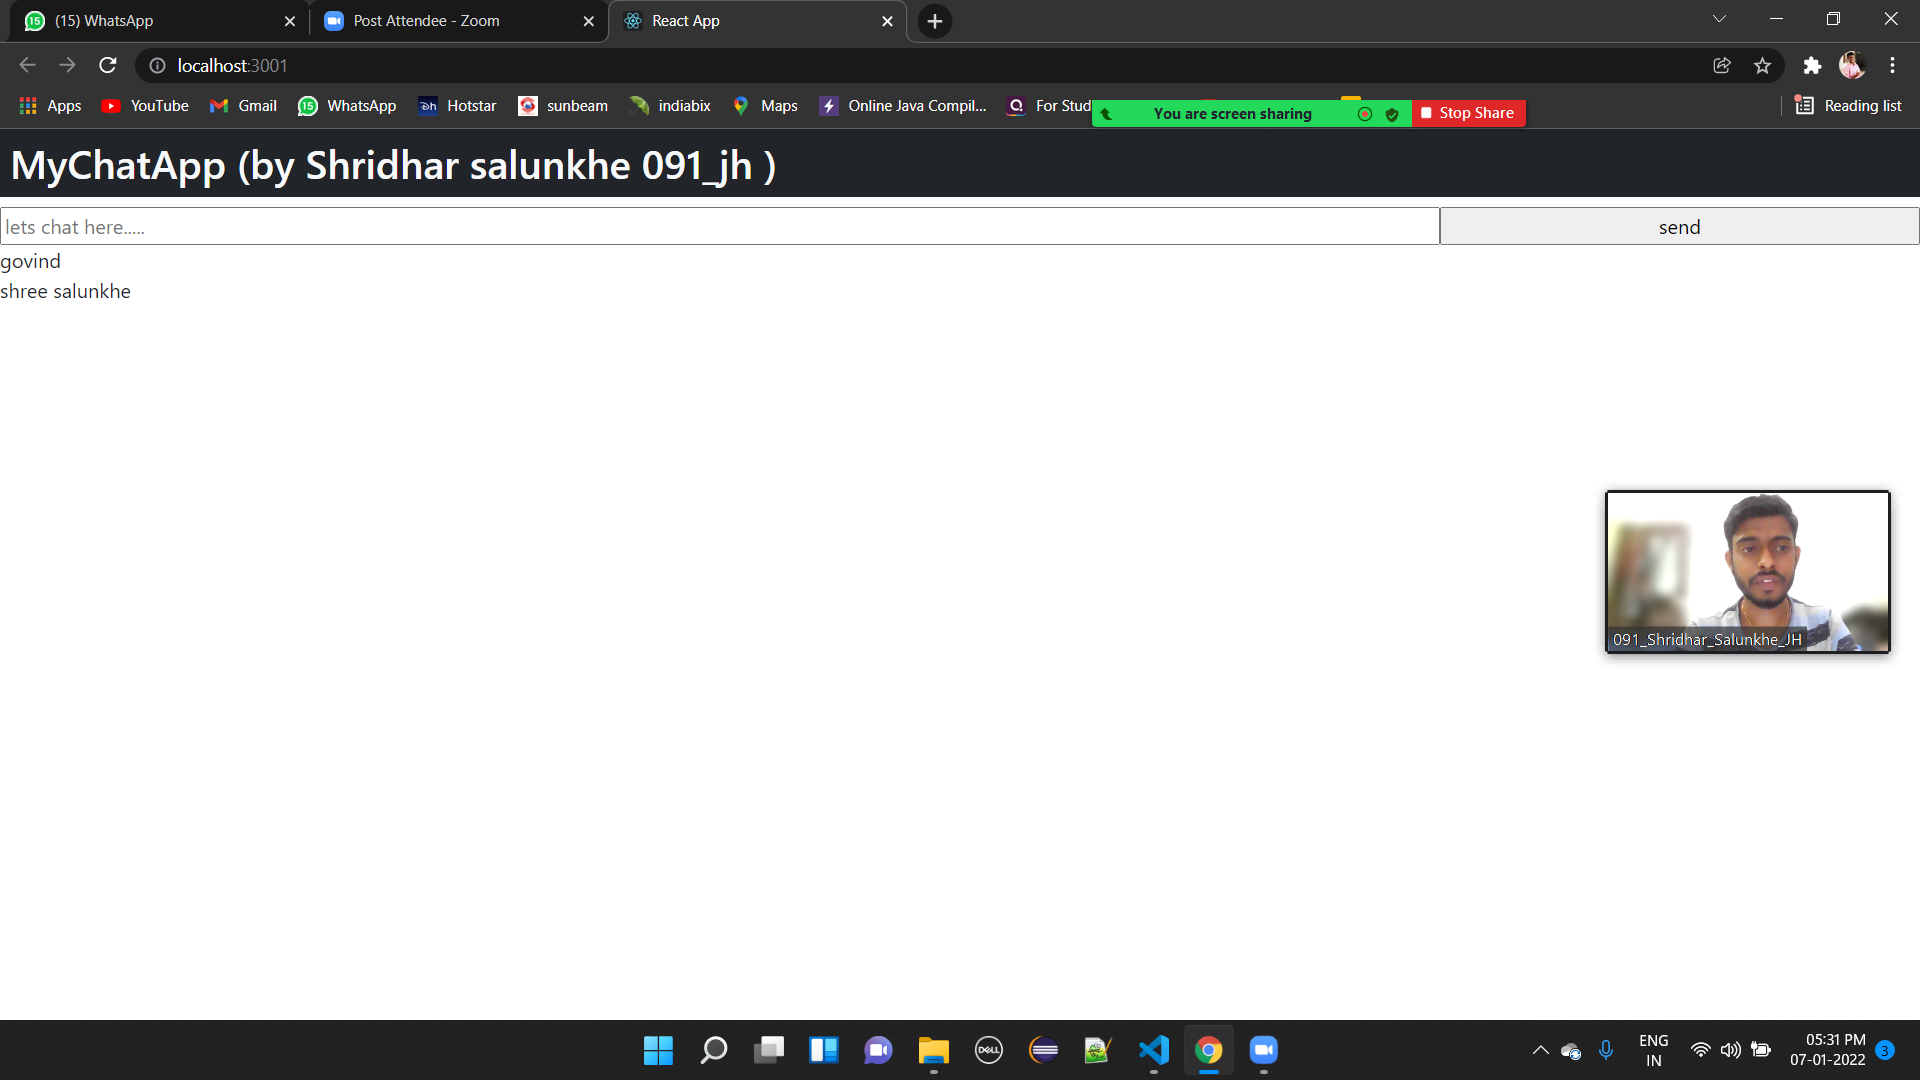 (15) WhatsApp
Post Attendee - Zoom
React App
localhost:3001
Apps
YouTube
Gmail
15
WhatsApp
Hotstar
sunbeam
indiabix
Maps
Online Java Compil...
For Stud
You are screen sharing
Stop Share
Reading list
MyChatApp (by Shridhar salunkhe 091_jh )
lets chat here.....
send
govind
shree salunkhe
091_Shridhar_Salunkhe_JH
DELL
ENG
IN
05:31 PM
07-01-2022
3